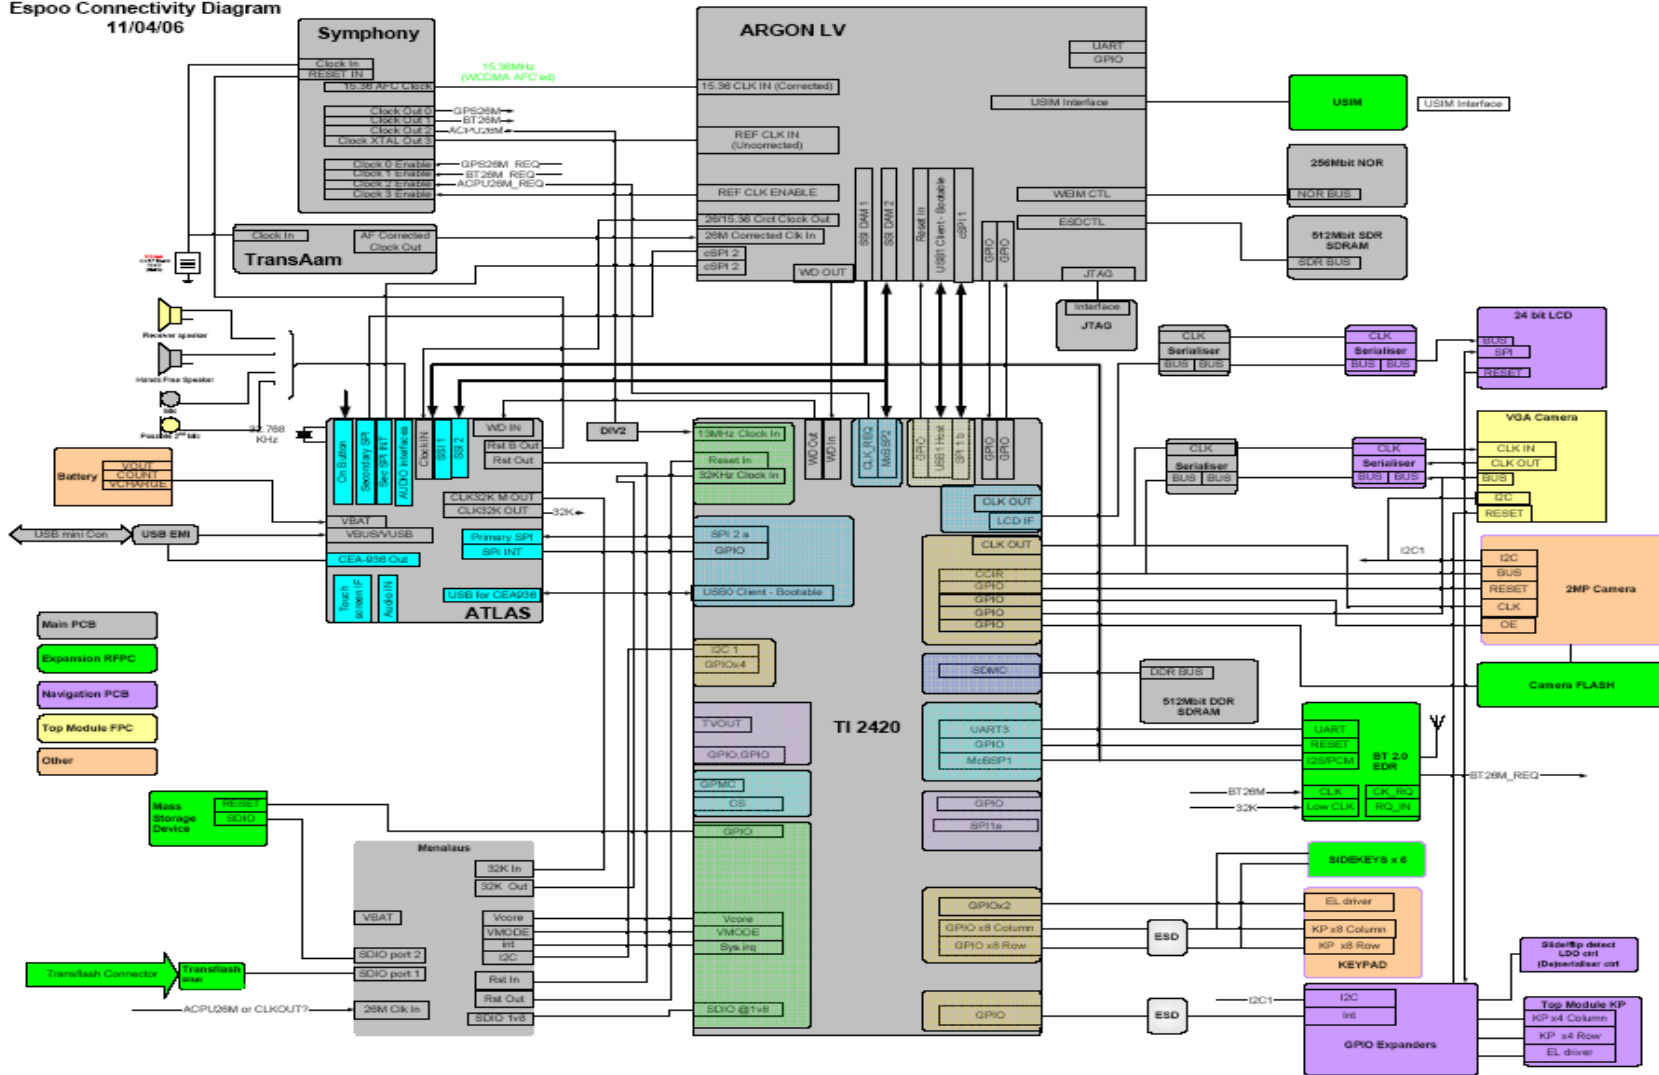 Espoo Connectivity Diagram
11/04/06
Symphony
Clock In
RESET IN
15.36 AFC Clock
Clock Out 0
Clock Out 1
Clock Out 2
Clock XTAL Out 3
Clock 0 Enable
Clock 1 Enable
Clock 2 Enable
Clock 3 Enable
15.36MHz
(WCDMA AFC'ed)
GPS26M
BT26M
ACPU26M
GPS26M_REQ
BT26M_REQ
ACPU26M_REQ
TransAam
Clock In
AF Corrected
Clock Out
ARGON LV
15.36 CLK IN (Corrected)
REF CLK IN
(Uncorrected)
REF CLK ENABLE
26/15.36 Crct Clock Out
26M Corrected Clk In
cSPI 2
cSPI 2
WD OUT
SSI DAM 1
SSI DAM 2
Reset In
USB1 Client - Bootable
cSPI 1
GPIO
GPIO
UART
GPIO
USIM Interface
WEIM CTL
ESDCTL
JTAG
Interface
JTAG
USIM
USIM Interface
256Mbit NOR
NOR BUS
512Mbit SDR
SDRAM
SDR BUS
Receiver speaker
Hands Free Speaker
Mic
Possible 2nd Mic
32.768
KHz
Battery
VOUT
COUNT
VCHARGE
USB mini Con
USB EMI
On Button
Secondary SPI
Sec SPI INT
AUDIO Interfaces
ClockIN
SSI 1
SSI 2
WD IN
Rst B Out
Rst Out
CLK32K M OUT
CLK32K OUT
32K
VBAT
VBUS/VUSB
CEA-936 Out
Primary SPI
SPI INT
Touch
screen IF
Audio IN
USB for CEA936
ATLAS
DIV2
13MHz Clock In
Reset In
32KHz Clock In
WD Out
WD In
CLK_REQ
McBSP2
GPIO
USB1 Host
SPI 1 b
GPIO
GPIO
SPI 2 a
GPIO
USB0 Client - Bootable
I2C 1
GPIOx4
TVOUT
GPIO,GPIO
GPMC
CS
GPIO
Vcore
VMODE
Sys.irq
SDIO @1v8
TI 2420
CLK OUT
LCD IF
CLK OUT
CCIR
GPIO
GPIO
GPIO
GPIO
SDMC
UART3
GPIO
McBSP1
GPIO
SPI1a
GPIOx2
GPIO x8 Column
GPIO x8 Row
GPIO
CLK
Serialiser
BUS
BUS
CLK
Serialiser
BUS
BUS
24 bit LCD
BUS
SPI
RESET
CLK
Serialiser
BUS
BUS
CLK
Serialiser
BUS
BUS
VGA Camera
CLK IN
CLK OUT
BUS
I2C
RESET
I2C1
2MP Camera
I2C
BUS
RESET
CLK
OE
Camera FLASH
DDR BUS
512Mbit DDR
SDRAM
UART
RESET
I2S/PCM
BT 2.0
EDR
CLK
CK_RQ
Low CLK
RQ_IN
BT26M
32K
BT26M_REQ
SIDEKEYS x 6
EL driver
KP x8 Column
KP x8 Row
KEYPAD
ESD
ESD
I2C1
I2C
Int
GPIO Expanders
Slide/flip detect
LDO ctrl
(De)serialiser ctrl
Top Module KP
KP x4 Column
KP x4 Row
EL driver
Main PCB
Expansion RFPC
Navigation PCB
Top Module FPC
Other
Mass
Storage
Device
RESET
SDIO
Menalaus
32K In
32K Out
VBAT
Vcore
VMODE
int
I2C
SDIO port 2
SDIO port 1
Rst In
Rst Out
26M Clk In
SDIO 1v8
Transflash Connector
Transflash
ACPU26M or CLKOUT?